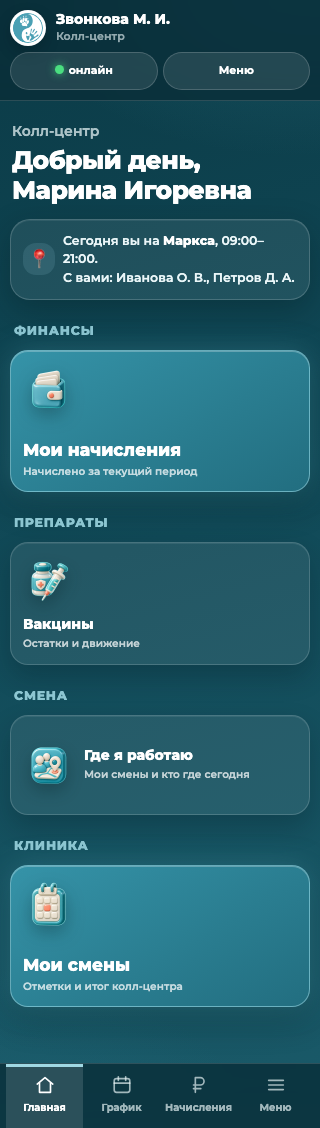 Звонкова М. И.
Колл-центр
онлайн
Меню
Колл-центр
Добрый день,
Марина Игоревна
Сегодня вы на Маркса, 09:00–
21:00.
С вами: Иванова О. В., Петров Д. А.
ФИНАНСЫ
Мои начисления
Начислено за текущий период
ПРЕПАРАТЫ
Вакцины
Остатки и движение
СМЕНА
Где я работаю
Мои смены и кто где сегодня
КЛИНИКА
Мои смены
Отметки и итог колл-центра
Главная
График
Начисления
Меню